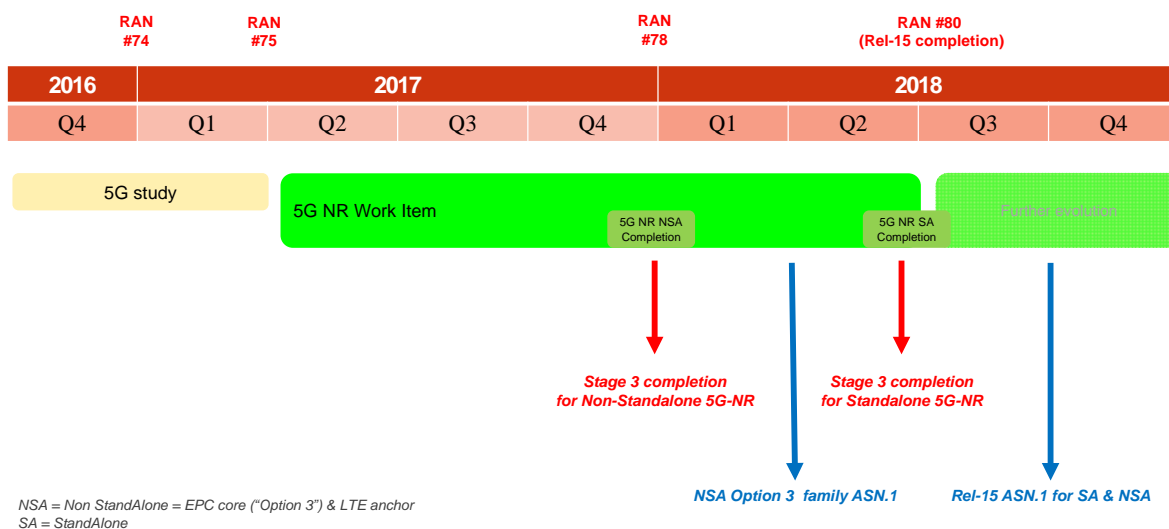 RAN
#74
RAN
#75
RAN
#78
RAN #80
(Rel-15 completion)
2016
2017
2018
Q4
Q1
Q2
Q3
Q4
Q1
Q2
Q3
Q4
5G study
5G NR Work Item
5G NR NSA
Completion
5G NR SA
Completion
Further evolution
Stage 3 completion
for Non-Standalone 5G-NR
Stage 3 completion
for Standalone 5G-NR
NSA Option 3 family ASN.1
Rel-15 ASN.1 for SA & NSA
NSA = Non StandAlone = EPC core (“Option 3”) & LTE anchor
SA = StandAlone